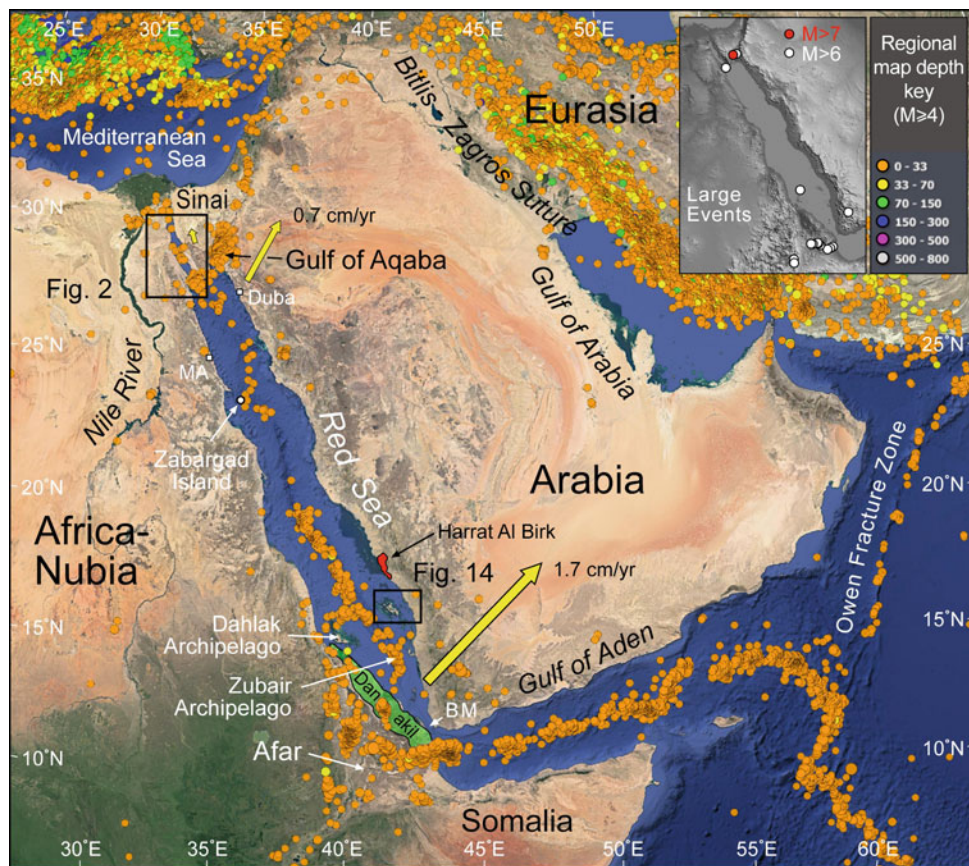 25°E
30°E
35°E
40°E
35°N
Mediterranean
Sea
Bitlis - Zagros Suture
Eurasia
M>7
M>6
Large
Events
Regional
map depth
key
(M≥4)
0 - 33
33 - 70
70 - 150
150 - 300
300 - 500
500 - 800
30°N
Sinai
0.7 cm/yr
Gulf of Aqaba
Fig. 2
Duba
Gulf of Arabia
25°N
25°N
MA
Nile River
Zabargad
Island
Red Sea
20°N
20°N
Arabia
Africa-
Nubia
Harrat Al Birk
Fig. 14
1.7 cm/yr
Owen Fracture Zone
15°N
15°N
Dahlak
Archipelago
Zubair
Archipelago
Gulf of Aden
Dan
akil
BM
Afar
10°N
10°N
Somalia
30°E
35°E
40°E
45°E
50°E
55°E
60°E